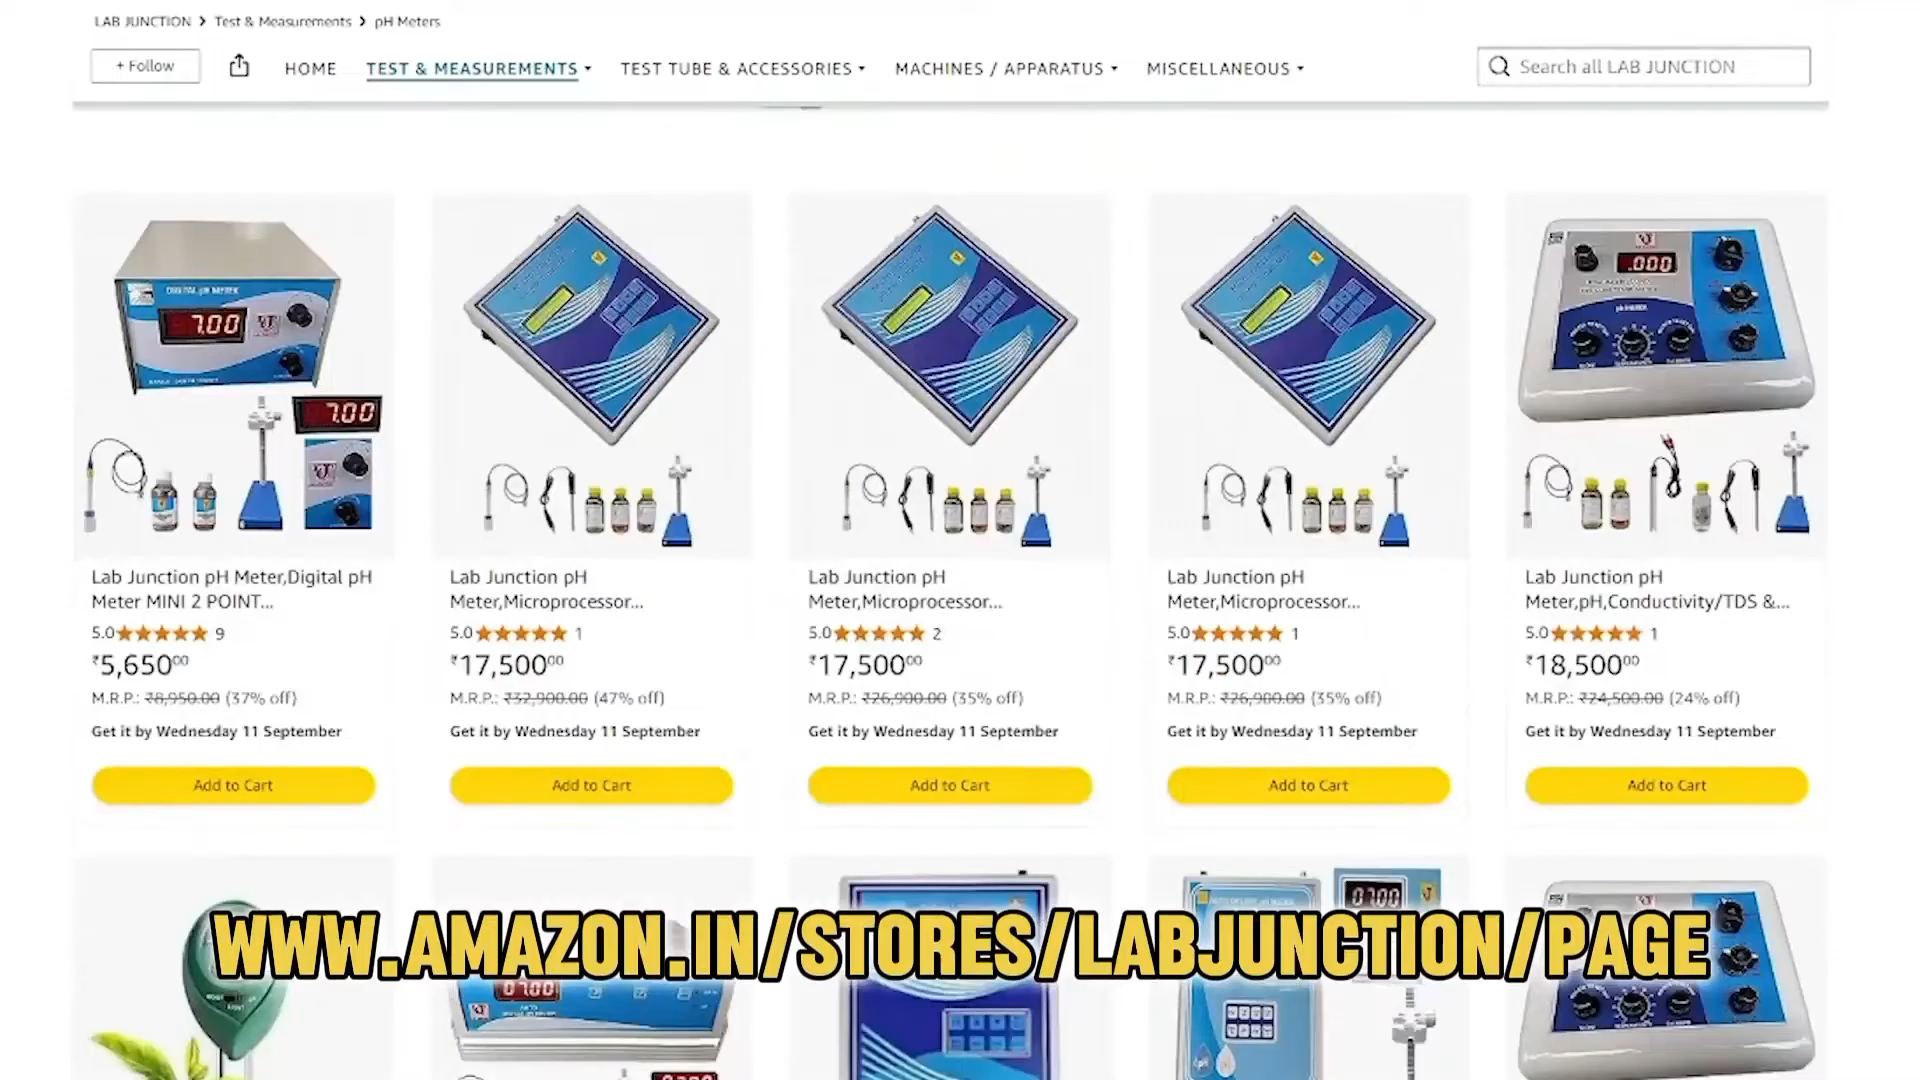 LAB JUNCTION > Test & Measurements > pH Meters
+ Follow
HOME
TEST & MEASUREMENTS
TEST TUBE & ACCESSORIES
MACHINES / APPARATUS
MISCELLANEOUS
Search all LAB JUNCTION
DIGITAL pH METER
7.00
7.00
.000
pH METER
Lab Junction pH Meter,Digital pH
Meter MINI 2 POINT...
5.0 9
₹5,650.00
M.R.P.: ₹8,950.00 (37% off)
Get it by Wednesday 11 September
Add to Cart
Lab Junction pH
Meter,Microprocessor...
5.0 1
₹17,500.00
M.R.P.: ₹32,900.00 (47% off)
Get it by Wednesday 11 September
Add to Cart
Lab Junction pH
Meter,Microprocessor...
5.0 2
₹17,500.00
M.R.P.: ₹26,900.00 (35% off)
Get it by Wednesday 11 September
Add to Cart
Lab Junction pH
Meter,Microprocessor...
5.0 1
₹17,500.00
M.R.P.: ₹26,900.00 (35% off)
Get it by Wednesday 11 September
Add to Cart
Lab Junction pH
Meter,pH,Conductivity/TDS &...
5.0 1
₹18,500.00
M.R.P.: ₹24,500.00 (24% off)
Get it by Wednesday 11 September
Add to Cart
07.00
WWW.AMAZON.IN/STORES/LABJUNCTION/PAGE
07.00